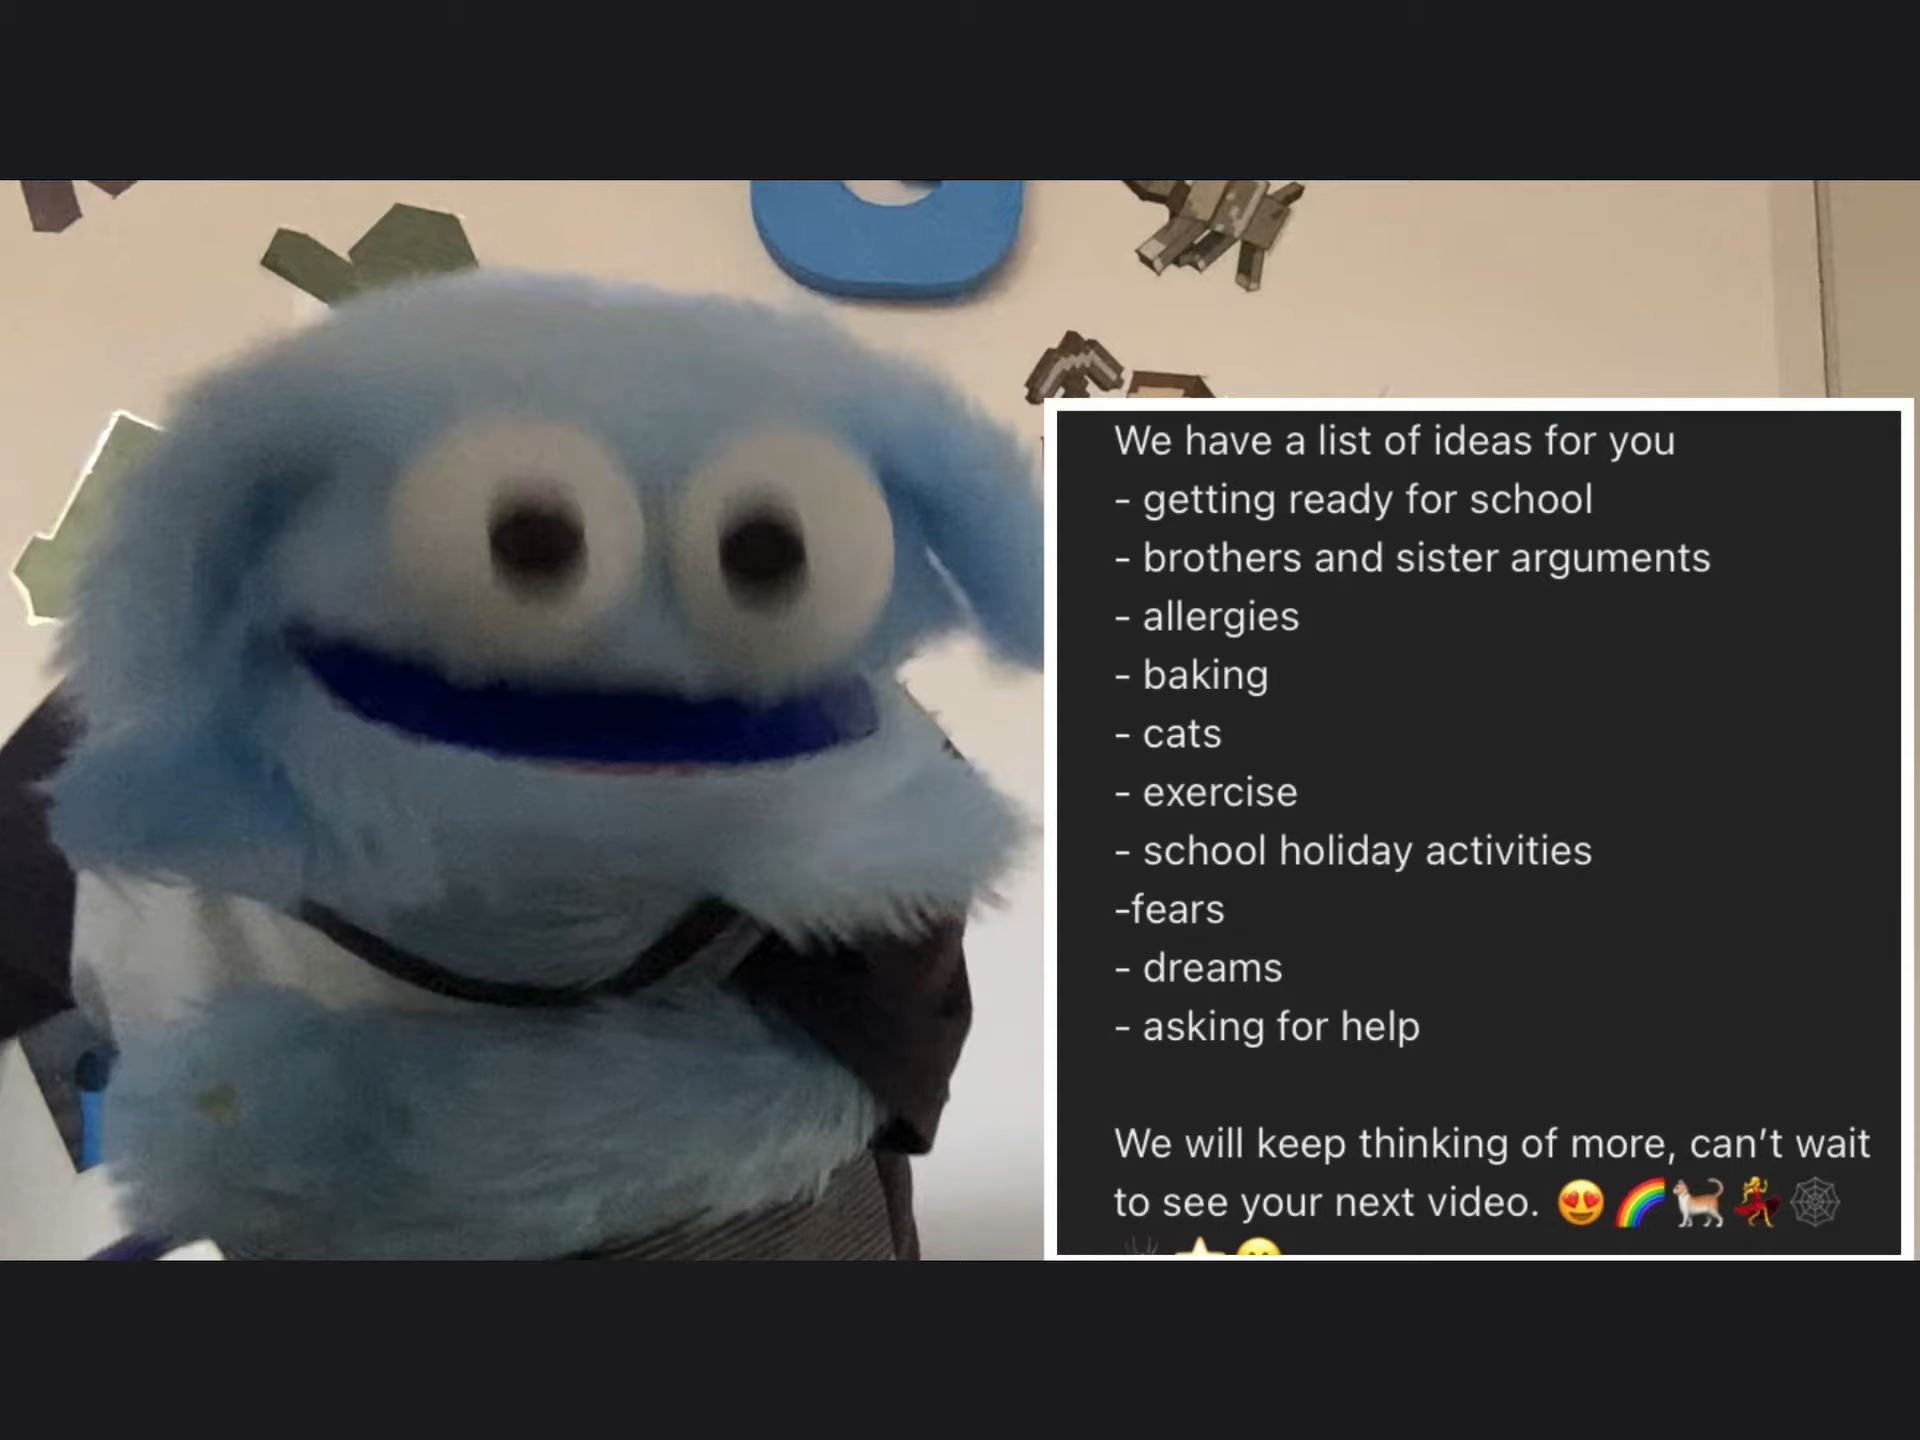 We have a list of ideas for you
- getting ready for school
- brothers and sister arguments
- allergies
- baking
- cats
- exercise
- school holiday activities
-fears
- dreams
- asking for help
We will keep thinking of more, can't wait
to see your next video. 😍🌈🐈💃🕸